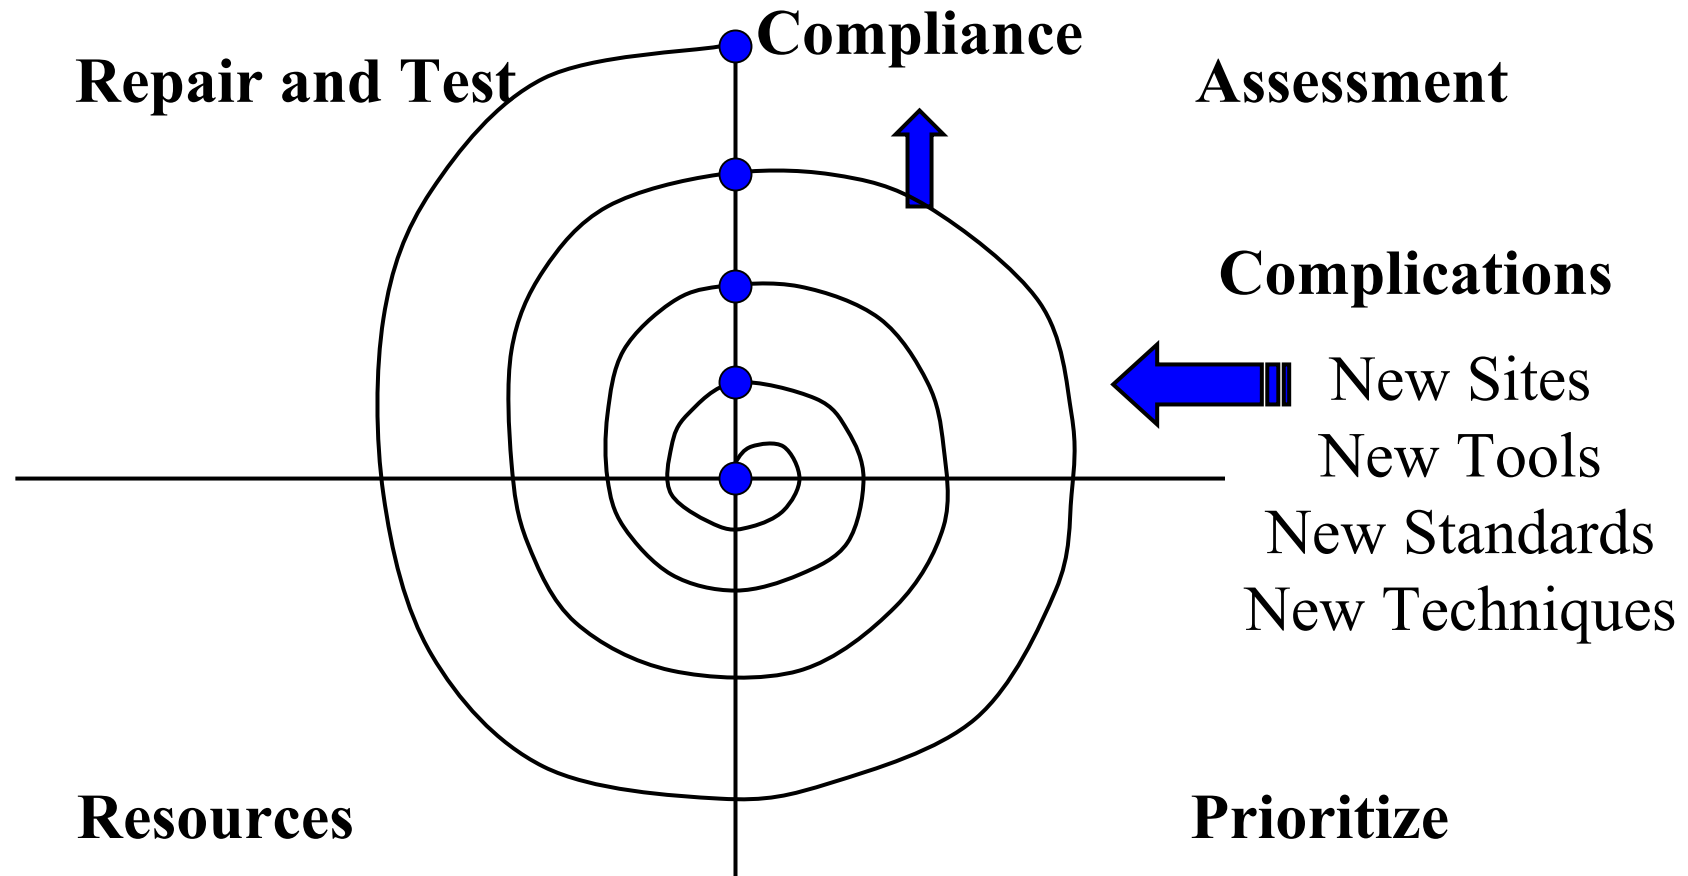 Compliance
Repair and Test
Assessment
Complications
New Sites
New Tools
New Standards
New Techniques
Resources
Prioritize